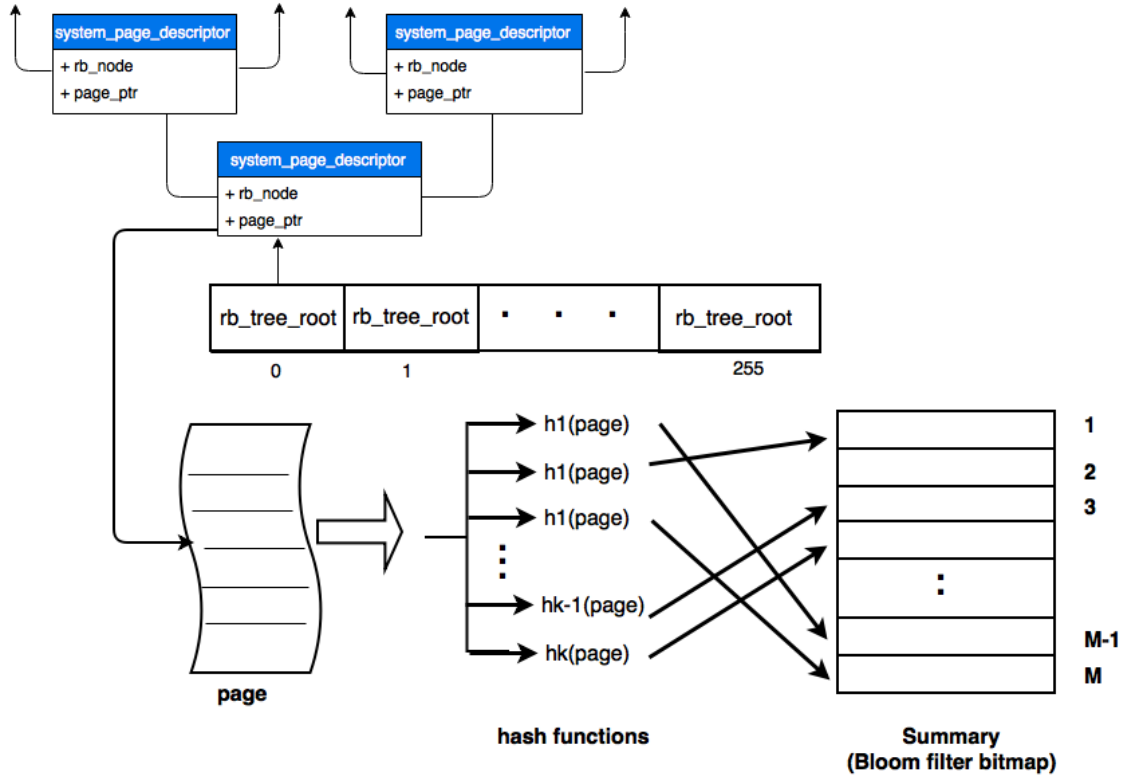 system_page_descriptor
+ rb_node
+ page_ptr
system_page_descriptor
+ rb_node
+ page_ptr
system_page_descriptor
+ rb_node
+ page_ptr
rb_tree_root
rb_tree_root
. . .
rb_tree_root
0
1
255
page
h1(page)
h1(page)
h1(page)
hk-1(page)
hk(page)
hash functions
1
2
3
M-1
M
Summary
(Bloom filter bitmap)